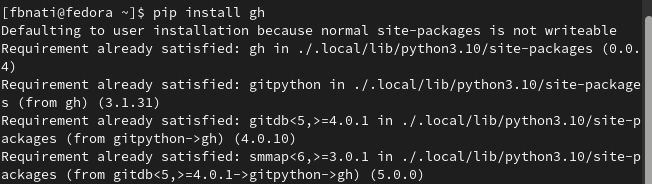 [fbnati@fedora ~]$ pip install gh
Defaulting to user installation because normal site-packages is not writeable
Requirement already satisfied: gh in ./.local/lib/python3.10/site-packages (0.0.
4)
Requirement already satisfied: gitpython in ./.local/lib/python3.10/site-package
s (from gh) (3.1.31)
Requirement already satisfied: gitdb<5,>=4.0.1 in ./.local/lib/python3.10/site-p
ackages (from gitpython->gh) (4.0.10)
Requirement already satisfied: smmap<6,>=3.0.1 in ./.local/lib/python3.10/site-p
ackages (from gitdb<5,>=4.0.1->gitpython->gh) (5.0.0)